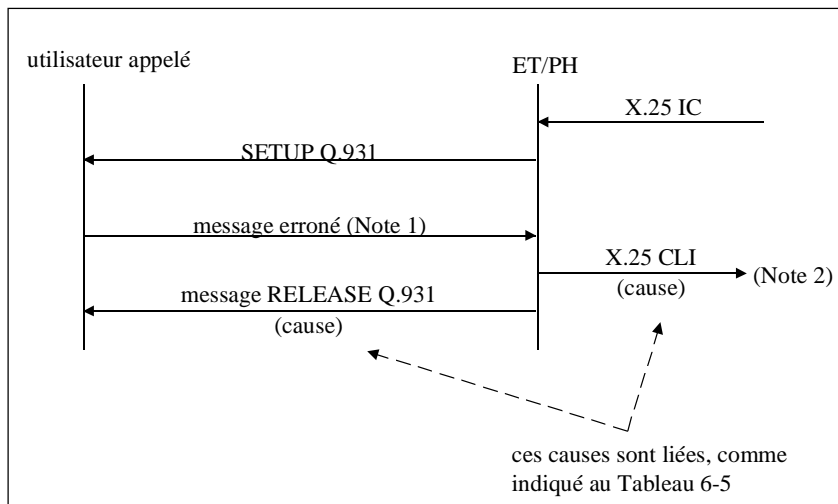 utilisateur appelé
ET/PH
X.25 IC
SETUP Q.931
message erroné (Note 1)
X.25 CLI
(cause)
(Note 2)
message RELEASE Q.931
(cause)
ces causes sont liées, comme
indiqué au Tableau 6-5